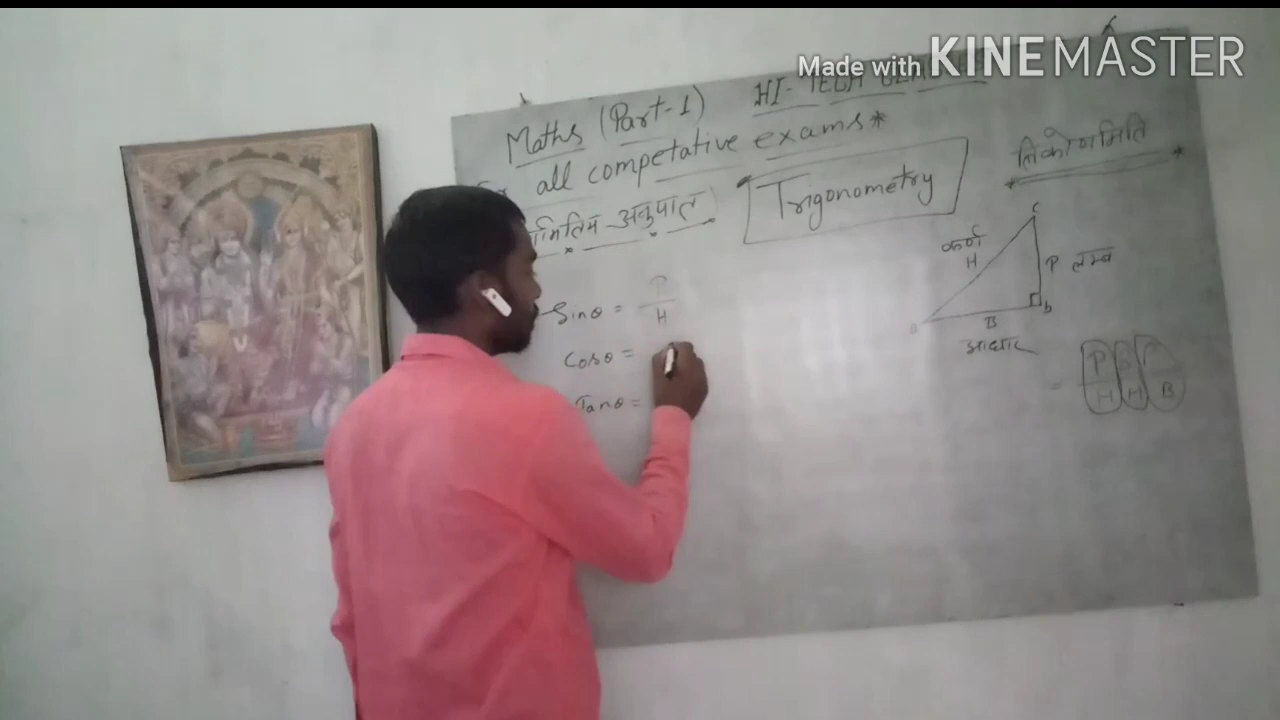 Made with KINEMASTER
Maths (Part-1) HI-TECH
all competative exams*
अनुपात
Trigonometry
त्रिकोणमिति
Sinθ = P/H
Cosθ =
Tanθ =
C
कर्ण
H
P लम्ब
b
B
आधार
= P B P
H H B